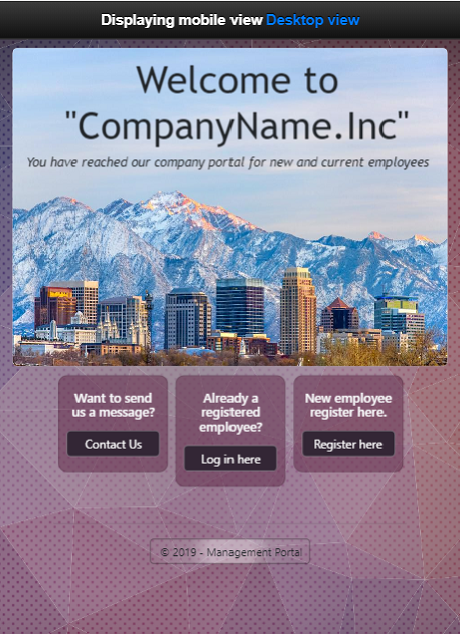 Displaying mobile view Desktop view
Welcome to
"CompanyName.Inc"
You have reached our company portal for new and current employees
Want to send
us a message?
Contact Us
Already a
registered
employee?
Log in here
New employee
register here.
Register here
© 2019 - Management Portal